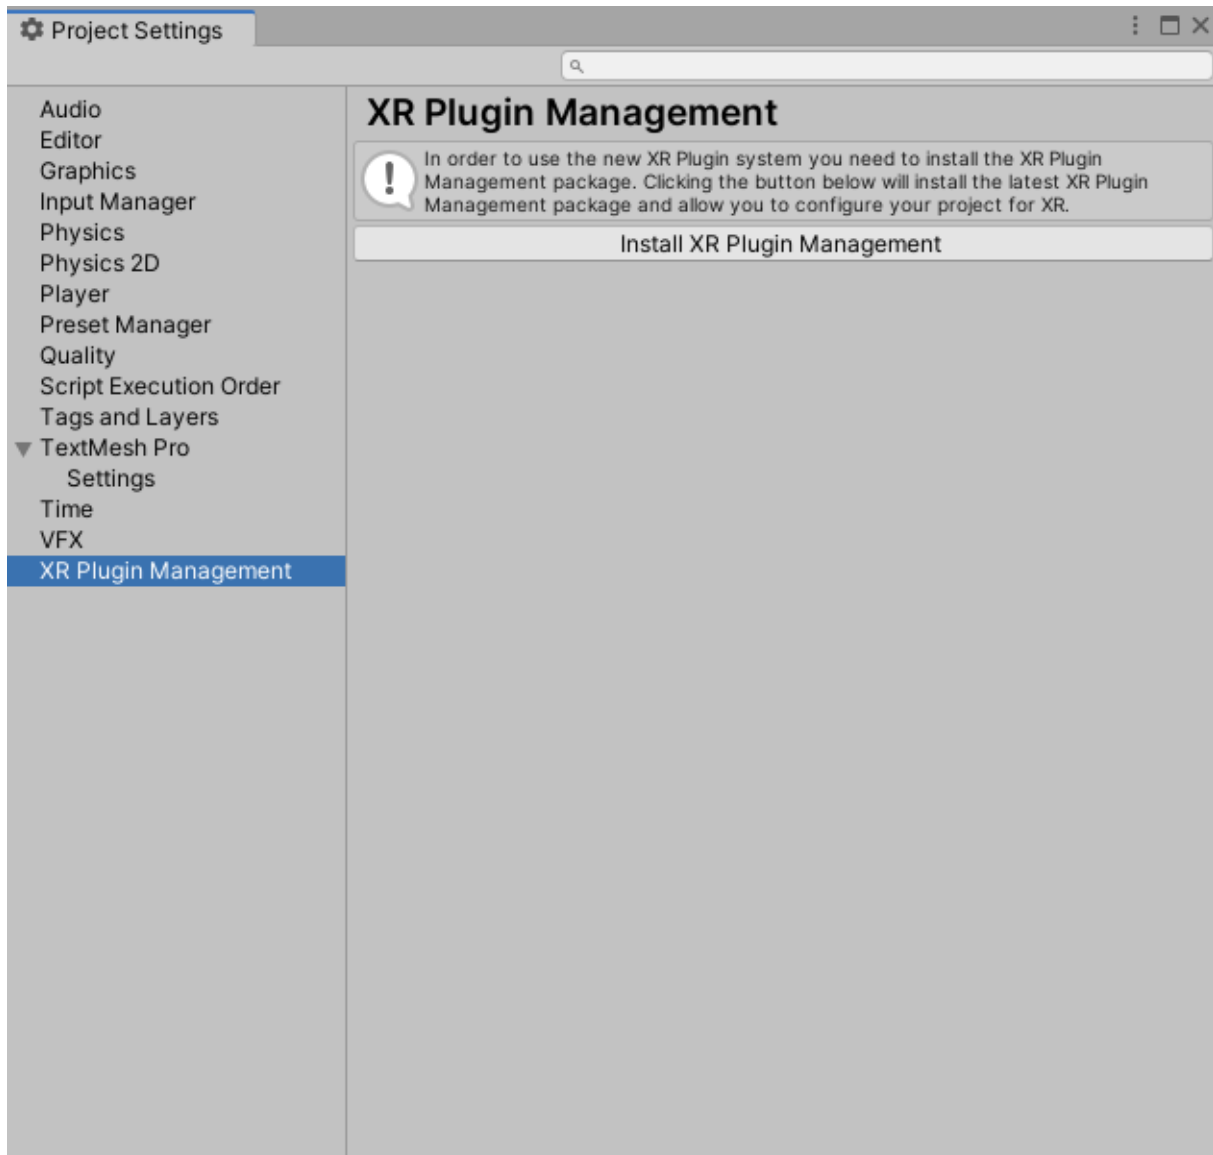 Project Settings
Audio
Editor
Graphics
Input Manager
Physics
Physics 2D
Player
Preset Manager
Quality
Script Execution Order
Tags and Layers
TextMesh Pro
Settings
Time
VFX
XR Plugin Management
XR Plugin Management
In order to use the new XR Plugin system you need to install the XR Plugin
Management package. Clicking the button below will install the latest XR Plugin
Management package and allow you to configure your project for XR.
Install XR Plugin Management